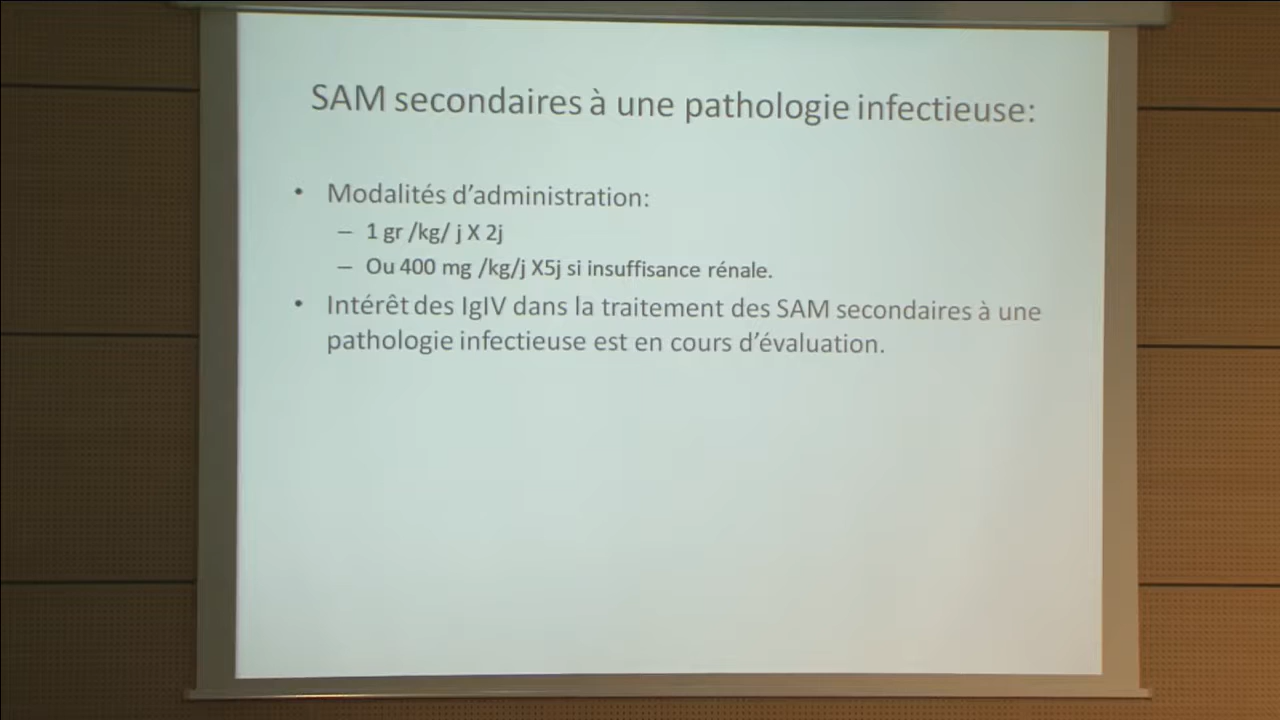 SAM secondaires à une pathologie infectieuse:
• Modalités d'administration:
– 1 gr /kg/ j X 2j
– Ou 400 mg /kg/j X5j si insuffisance rénale.
• Intérêt des IgIV dans la traitement des SAM secondaires à une
pathologie infectieuse est en cours d'évaluation.